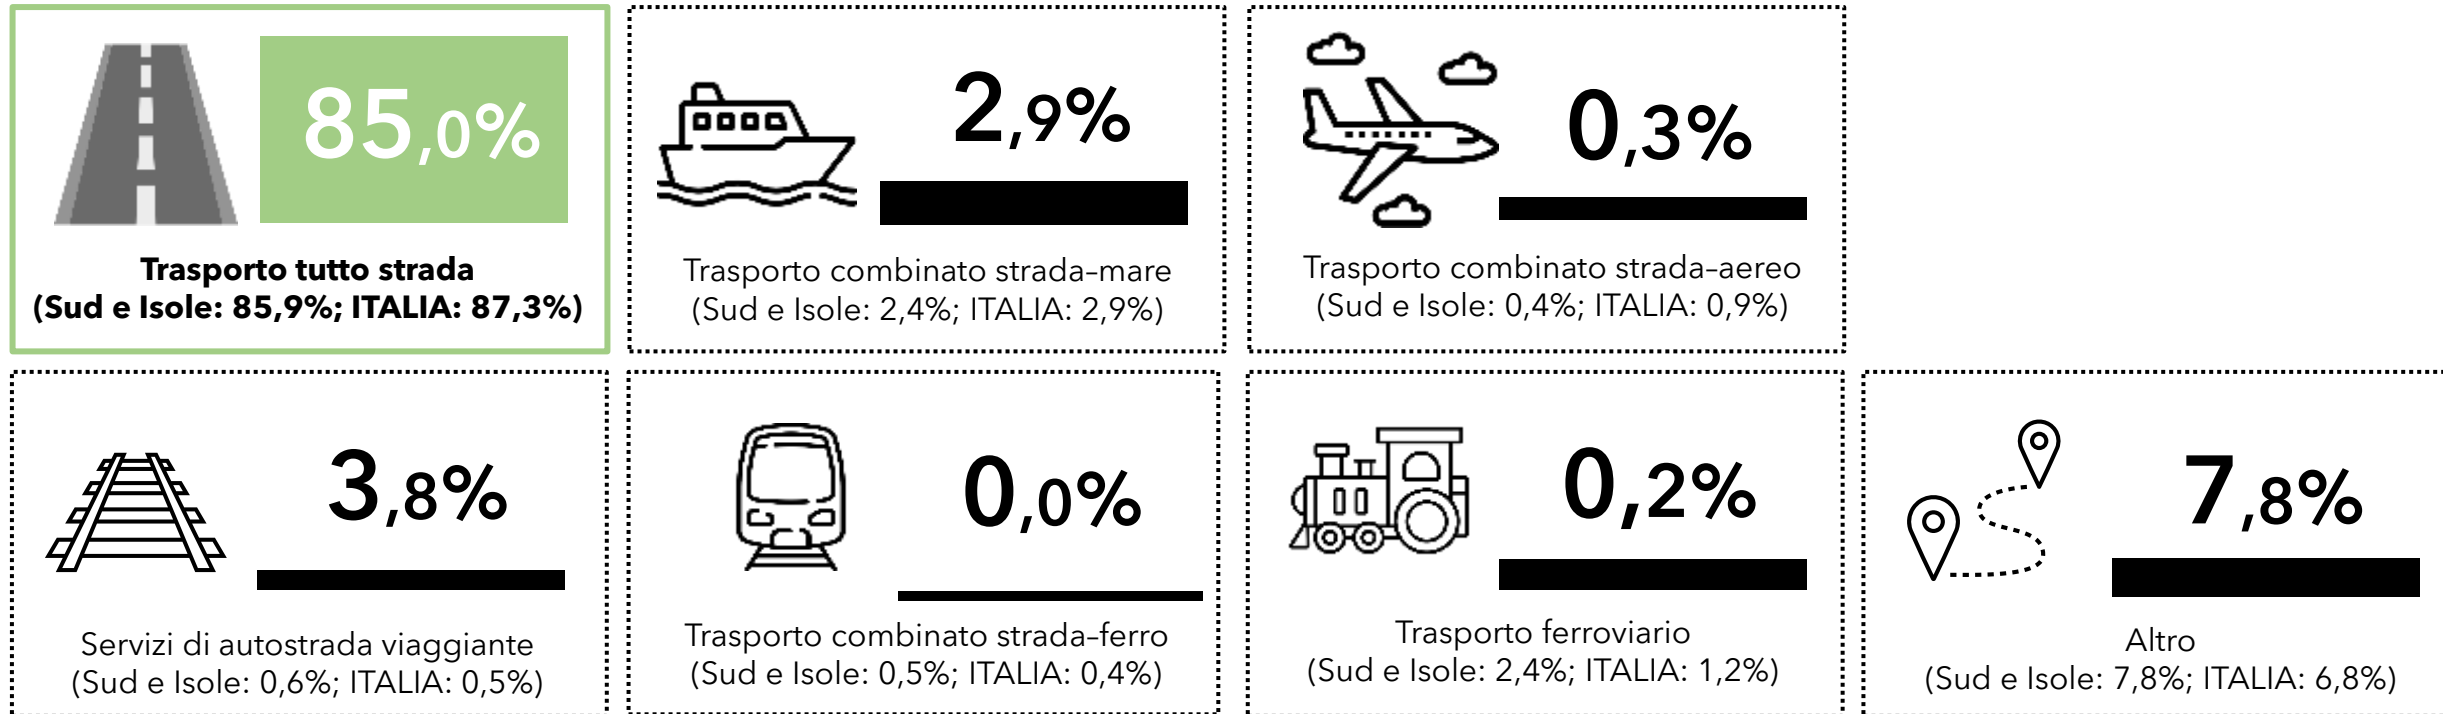 85,0%
Trasporto tutto strada
(Sud e Isole: 85,9%; ITALIA: 87,3%)
2,9%
Trasporto combinato strada–mare
(Sud e Isole: 2,4%; ITALIA: 2,9%)
0,3%
Trasporto combinato strada–aereo
(Sud e Isole: 0,4%; ITALIA: 0,9%)
3,8%
Servizi di autostrada viaggiante
(Sud e Isole: 0,6%; ITALIA: 0,5%)
0,0%
Trasporto combinato strada–ferro
(Sud e Isole: 0,5%; ITALIA: 0,4%)
0,2%
Trasporto ferroviario
(Sud e Isole: 2,4%; ITALIA: 1,2%)
7,8%
Altro
(Sud e Isole: 7,8%; ITALIA: 6,8%)